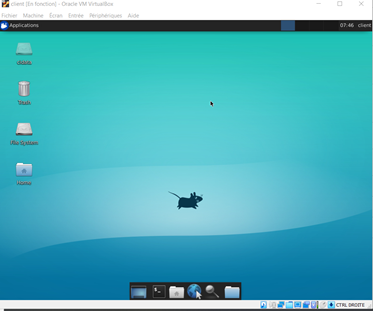 client [En fonction] - Oracle VM VirtualBox
Fichier Machine Écran Entrée Périphériques Aide
Applications 07:46 client
Trash
File System
Home
CTRL DROITE